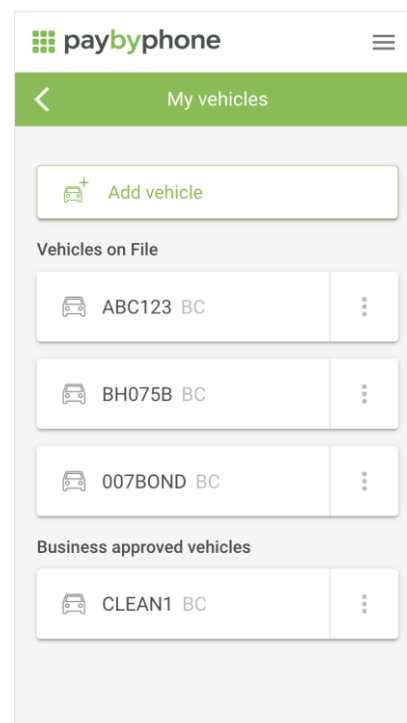 paybyphone
My vehicles
Add vehicle
Vehicles on File
ABC123 BC
BH075B BC
007BOND BC
Business approved vehicles
CLEAN1 BC